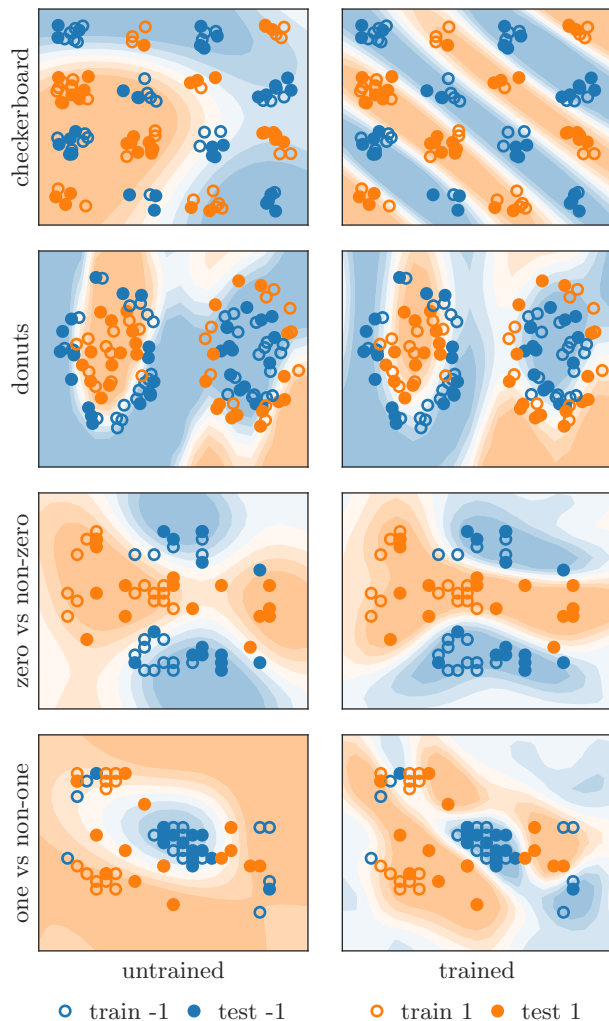 checkerboard
donuts
zero vs non-zero
one vs non-one
untrained
trained
train -1 test -1 train 1 test 1